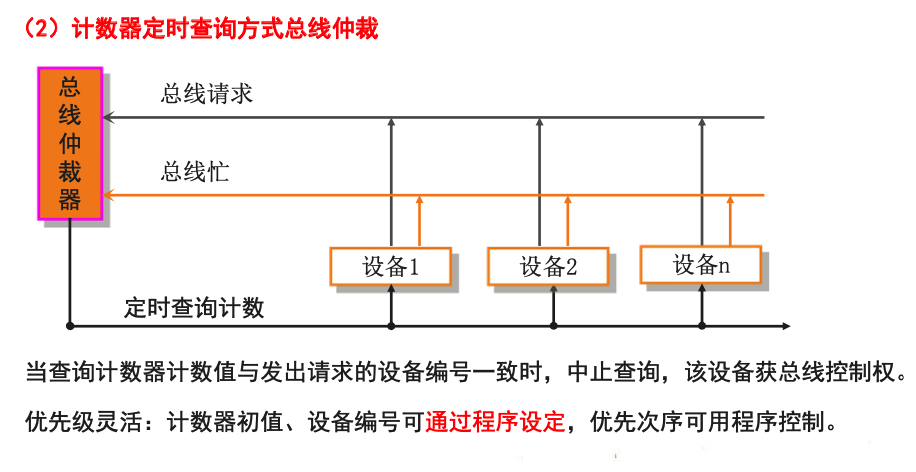 （2）计数器定时查询方式总线仲裁
总线仲裁器
总线请求
总线忙
设备1
设备2
设备n
定时查询计数
当查询计数器计数值与发出请求的设备编号一致时，中止查询，该设备获总线控制权。
优先级灵活：计数器初值、设备编号可通过程序设定，优先次序可用程序控制。